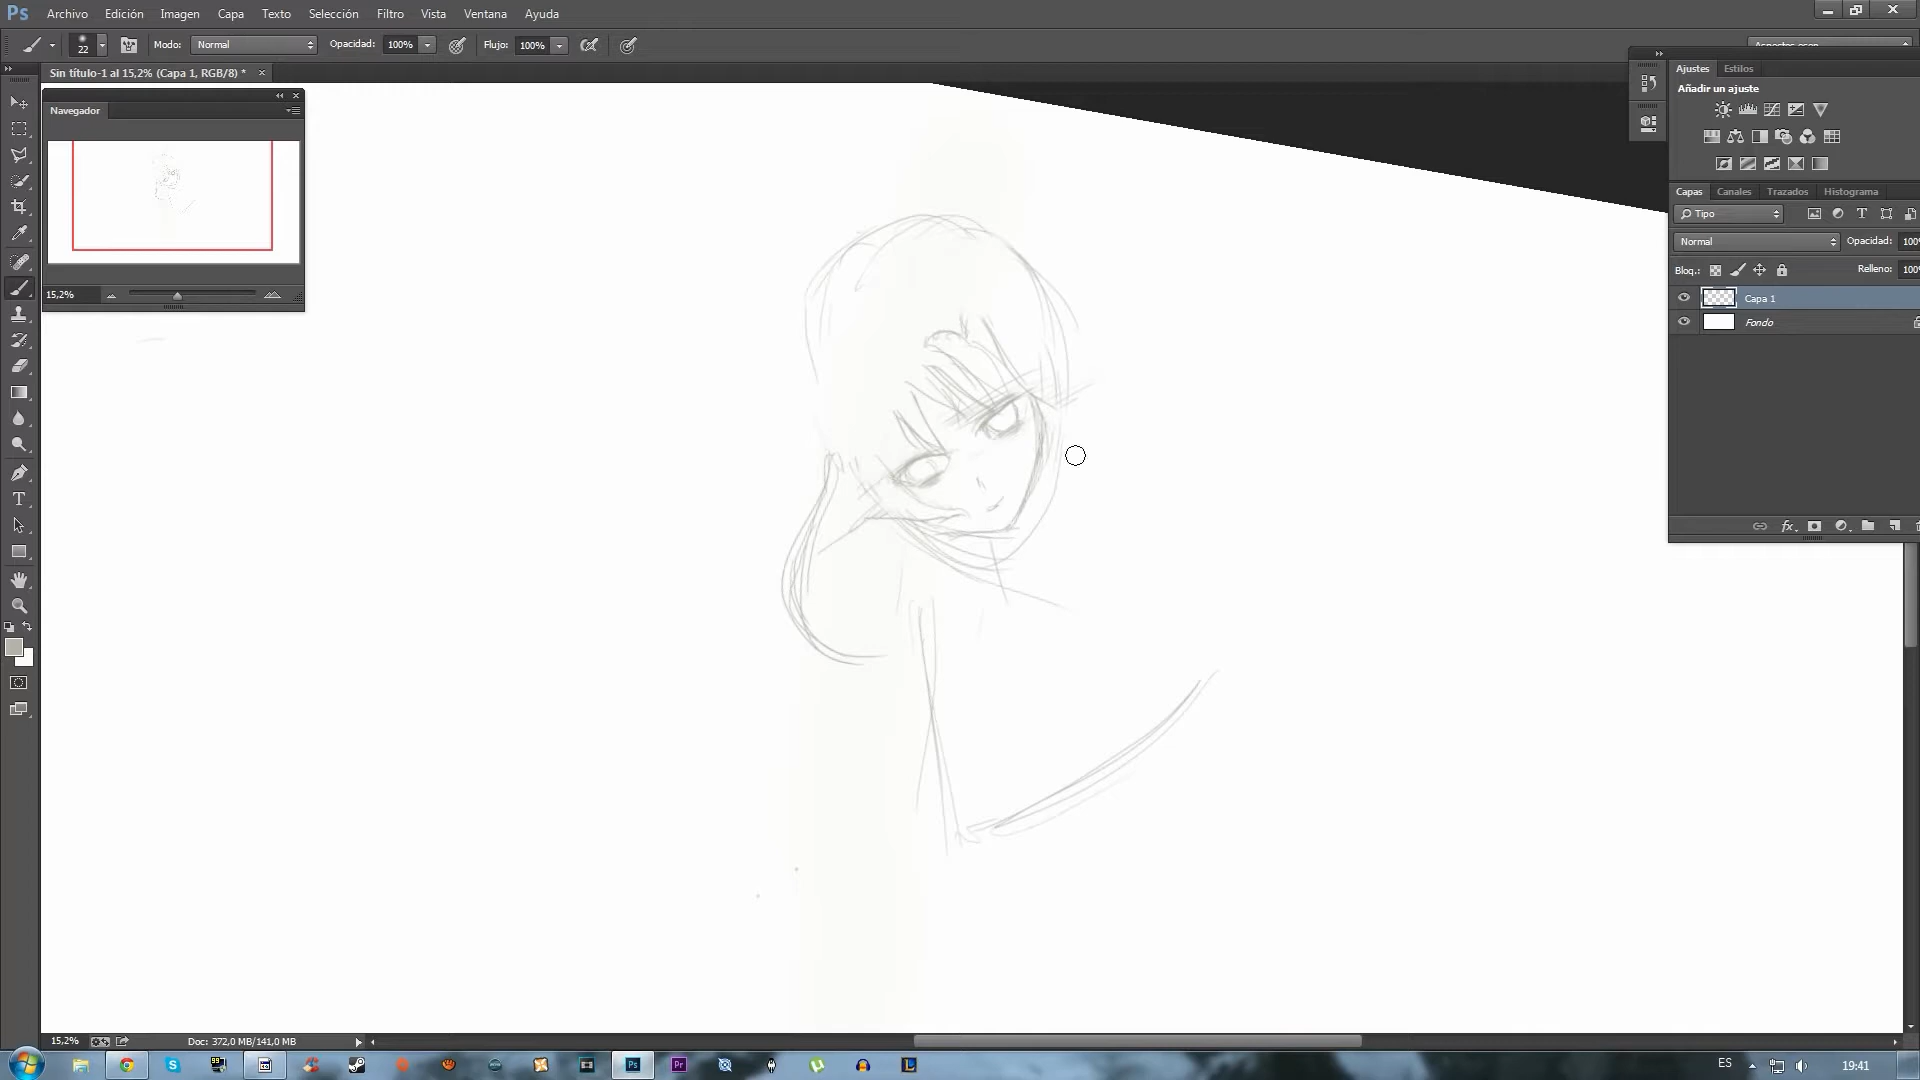 Ps Archivo Edición Imagen Capa Texto Selección Filtro Vista Ventana Ayuda
22 Modo: Normal Opacidad: 100% Flujo: 100%
Sin título-1 al 15,2% (Capa 1, RGB/8) * ×
Navegador
15,2%
Ajustes Estilos
Añadir un ajuste
Capas Canales Trazados Histograma
Tipo
Normal Opacidad: 100
Bloq.: Relleno: 100
Capa 1
Fondo
fx
15,2% Doc: 372,0 MB/141,0 MB
ES 19:41